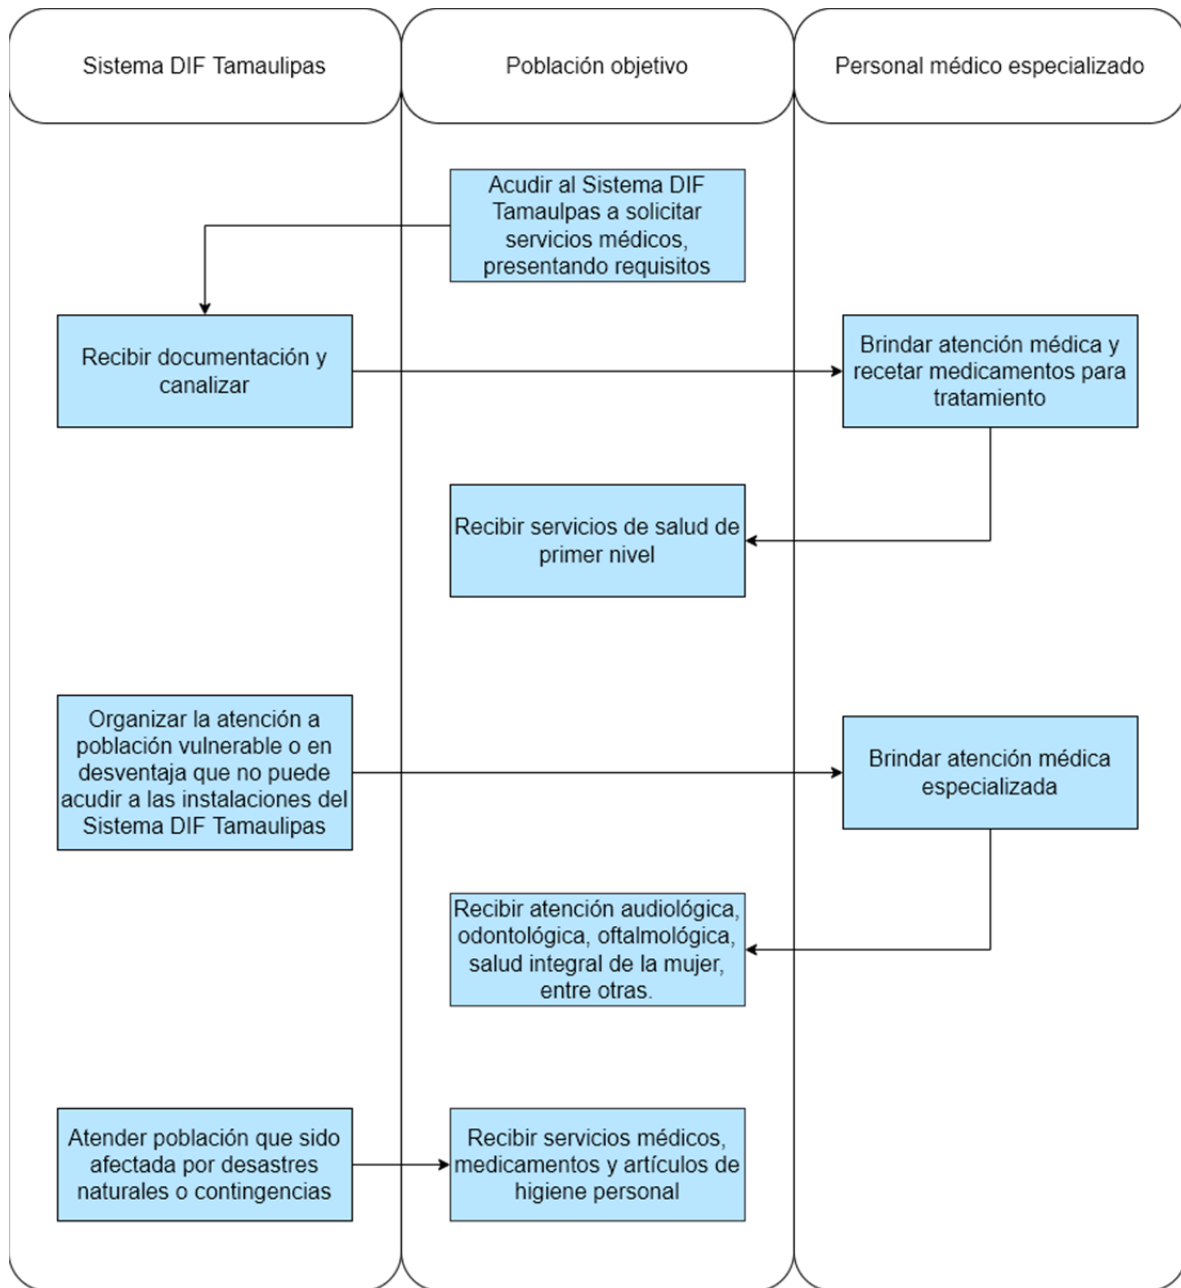 Sistema DIF Tamaulipas
Población objetivo
Personal médico especializado
Acudir al Sistema DIF
Tamaulpas a solicitar
servicios médicos,
presentando requisitos
Recibir documentación y
canalizar
Brindar atención médica y
recetar medicamentos para
tratamiento
Recibir servicios de salud de
primer nivel
Organizar la atención a
población vulnerable o en
desventaja que no puede
acudir a las instalaciones del
Sistema DIF Tamaulipas
Brindar atención médica
especializada
Recibir atención audiológica,
odontológica, oftalmológica,
salud integral de la mujer,
entre otras.
Atender población que sido
afectada por desastres
naturales o contingencias
Recibir servicios médicos,
medicamentos y artículos de
higiene personal